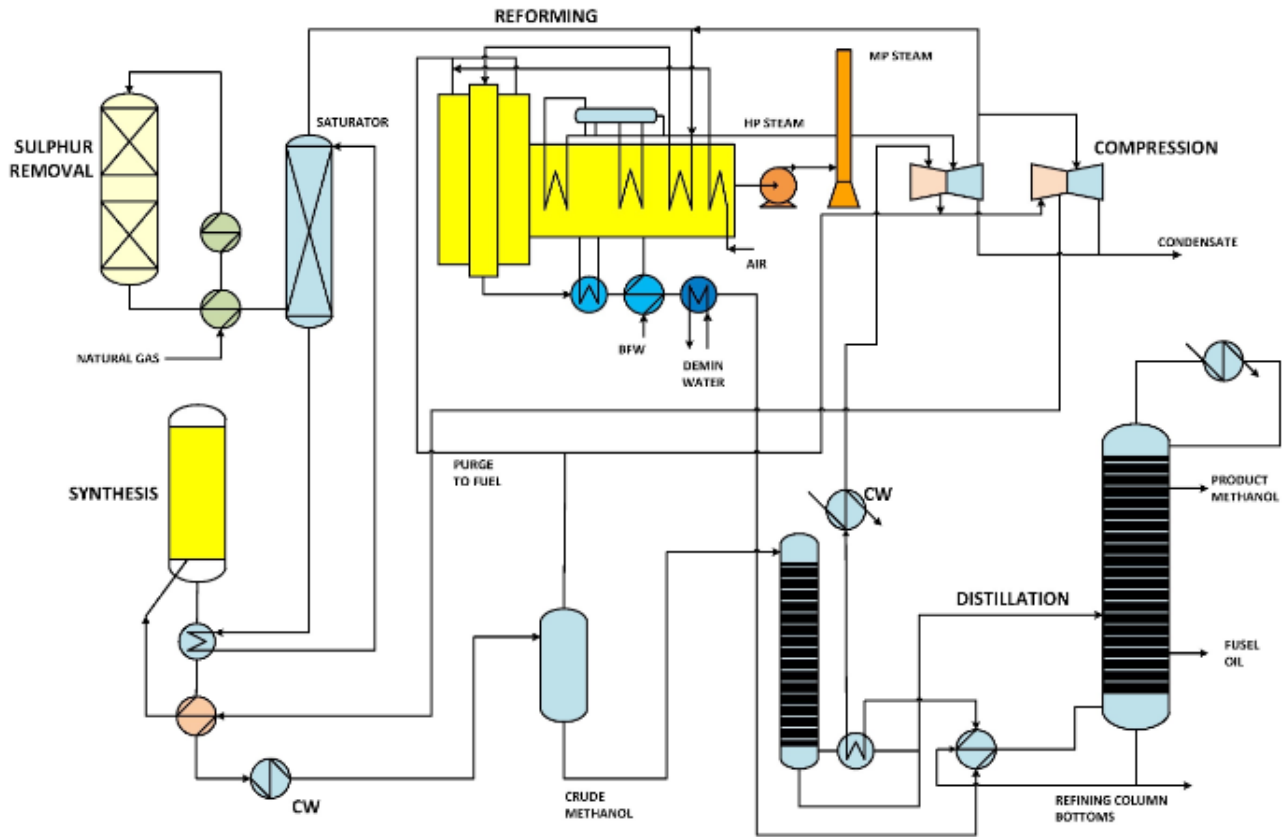 REFORMING
MP STEAM
SATURATOR
SULPHUR
REMOVAL
HP STEAM
COMPRESSION
AIR
CONDENSATE
NATURAL GAS
BFW
DEMIN
WATER
SYNTHESIS
PURGE
TO FUEL
CW
PRODUCT
METHANOL
DISTILLATION
FUSEL
OIL
CW
CRUDE
METHANOL
REFINING COLUMN
BOTTOMS